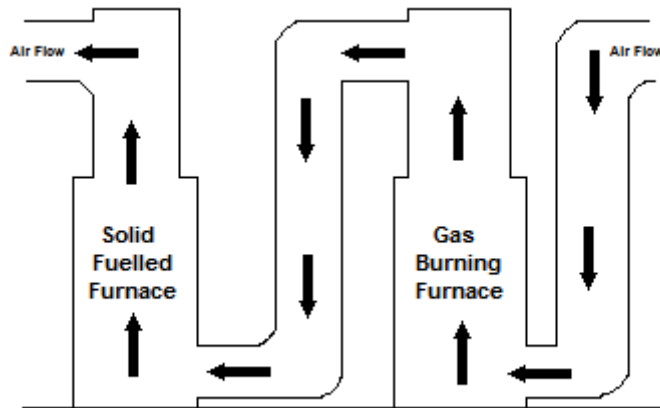 Air Flow
Air Flow
Solid
Fuelled
Furnace
Gas
Burning
Furnace